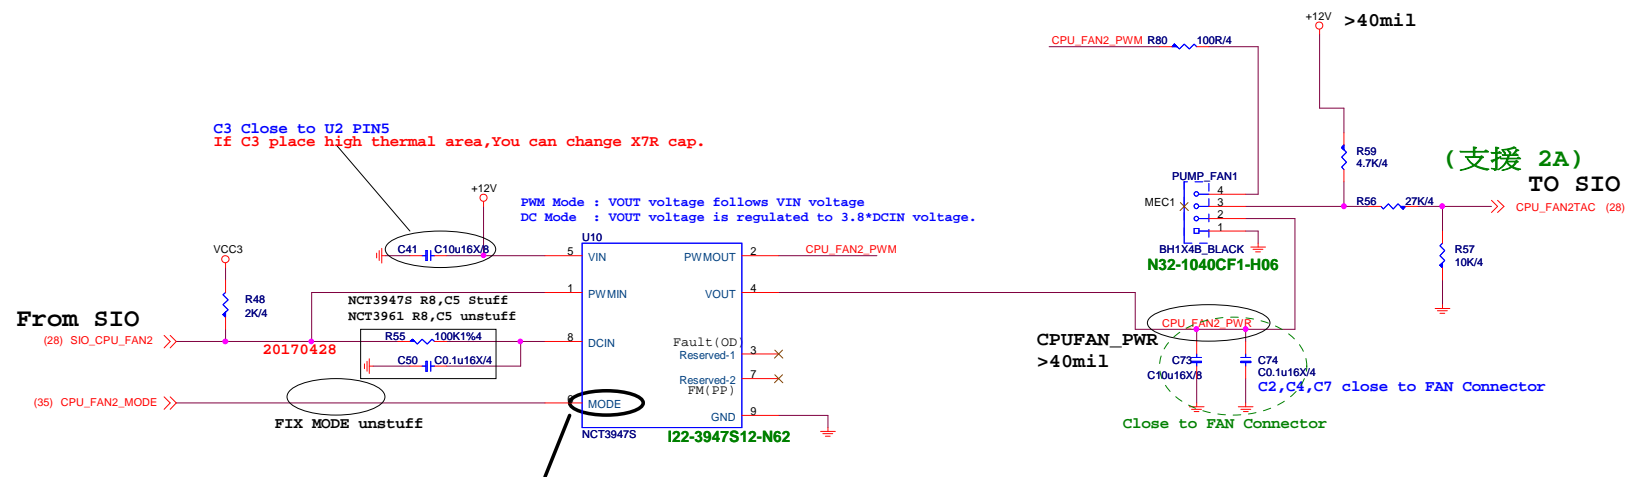 +12V
>40mil
CPU_FAN2_PWM
R80
100R/4
C3 Close to U2 PIN5
If C3 place high thermal area,You can change X7R cap.
R59
4.7K/4
(支援 2A)
TO SIO
PUMP_FAN1
4
3
2
1
MEC1
R56
27K/4
CPU_FAN2TAC
(28)
BH1X4B_BLACK
N32-1040CF1-H06
R57
10K/4
+12V
PWM Mode : VOUT voltage follows VIN voltage
DC Mode : VOUT voltage is regulated to 3.8*DCIN voltage.
VCC3
C41
C10u16X/8
U10
5
VIN
PWMOUT
2
CPU_FAN2_PWM
1
PWMIN
VOUT
4
R48
2K/4
NCT3947S R8,C5 Stuff
NCT3961 R8,C5 unstuff
From SIO
(28) SIO_CPU_FAN2
20170428
R55
100K1%4
8
DCIN
C50
C0.1u16X/4
Fault(OD)
Reserved-1
3
Reserved-2
7
FM(PP)
CPU_FAN2_PWR
CPUFAN_PWR
>40mil
C73
C10u16X/8
C74
C0.1u16X/4
C2,C4,C7 close to FAN Connector
Close to FAN Connector
(35) CPU_FAN2_MODE
MODE
GND
9
FIX MODE unstuff
NCT3947S
I22-3947S12-N62